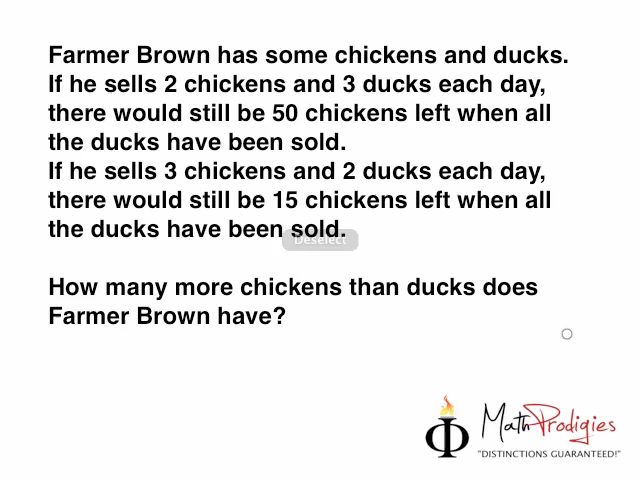 Farmer Brown has some chickens and ducks.
If he sells 2 chickens and 3 ducks each day,
there would still be 50 chickens left when all
the ducks have been sold.
If he sells 3 chickens and 2 ducks each day,
there would still be 15 chickens left when all
the ducks have been sold.
Deselect
How many more chickens than ducks does
Farmer Brown have?
Math Prodigies
"DISTINCTIONS GUARANTEED!"